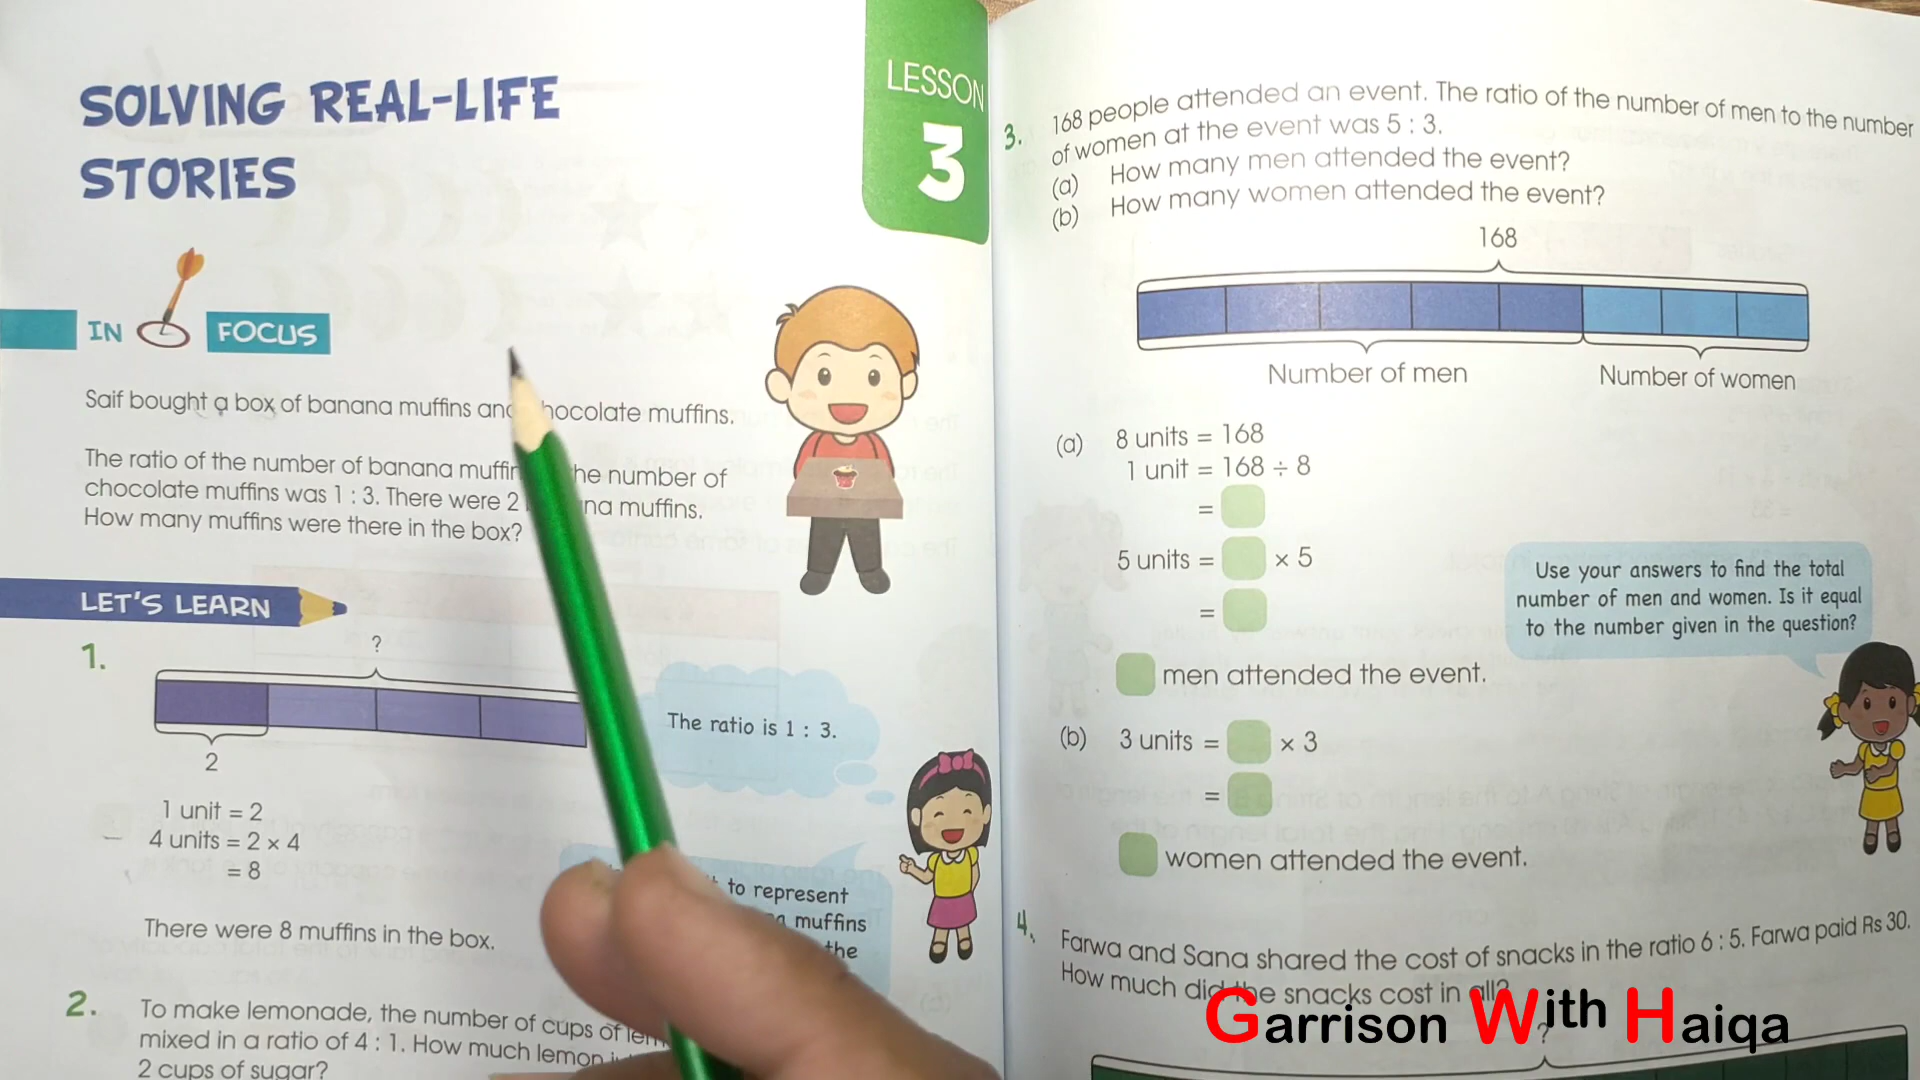 SOLVING REAL-LIFE
STORIES
LESSON
3
IN FOCUS
Saif bought a box of banana muffins and chocolate muffins.
The ratio of the number of banana muffins the number of
chocolate muffins was 1 : 3. There were 2 banana muffins.
How many muffins were there in the box?
LET'S LEARN
1.
?
2
The ratio is 1 : 3.
1 unit = 2
4 units = 2 × 4
= 8
There were 8 muffins in the box.
to represent
muffins
the
2. To make lemonade, the number of cups of
mixed in a ratio of 4 : 1. How much lemon
2 cups of sugar?
3. 168 people attended an event. The ratio of the number of men to the number
of women at the event was 5 : 3.
(a) How many men attended the event?
(b) How many women attended the event?
168
Number of men
Number of women
(a) 8 units = 168
1 unit = 168 ÷ 8
=
5 units = × 5
=
men attended the event.
Use your answers to find the total
number of men and women. Is it equal
to the number given in the question?
(b) 3 units = × 3
=
women attended the event.
4. Farwa and Sana shared the cost of snacks in the ratio 6 : 5. Farwa paid Rs 30.
How much did the snacks cost in all?
?
Garrison With Haiqa